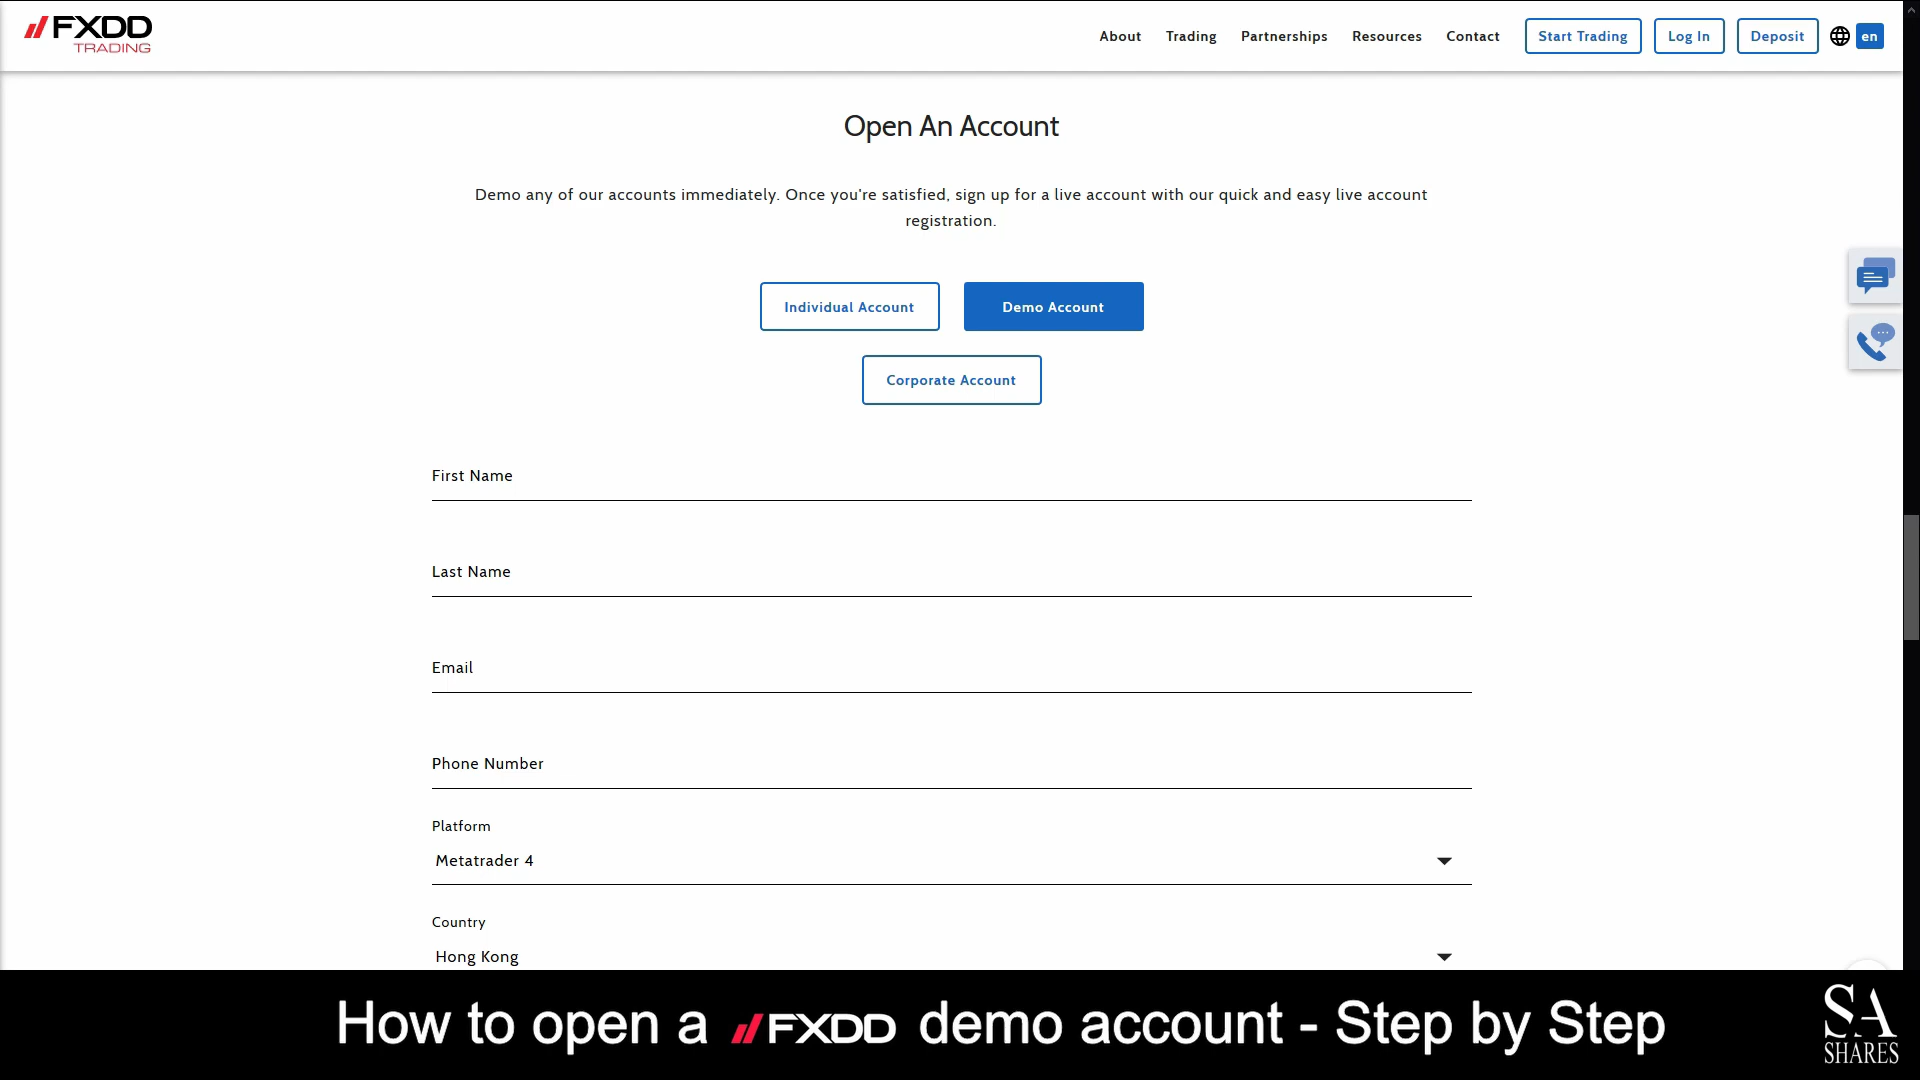 FXDD
TRADING
About Trading Partnerships Resources Contact Start Trading Log In Deposit en
Open An Account
Demo any of our accounts immediately. Once you're satisfied, sign up for a live account with our quick and easy live account
registration.
Individual Account Demo Account
Corporate Account
First Name
Last Name
Email
Phone Number
Platform
Metatrader 4
Country
Hong Kong
How to open a FXDD demo account - Step by Step
SA
SHARES